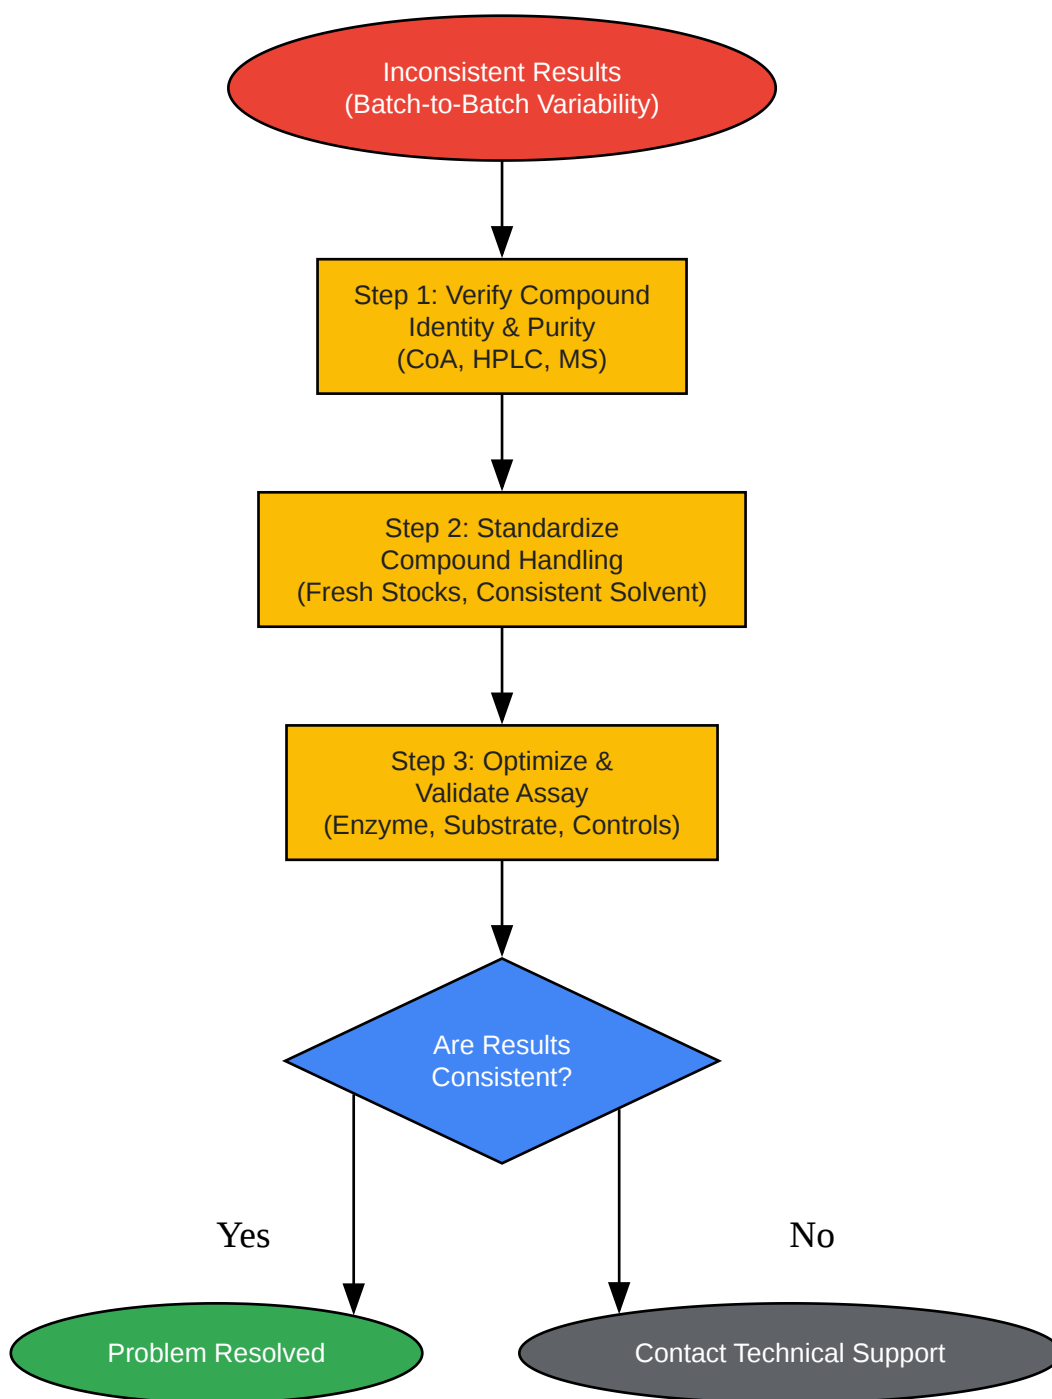 Inconsistent Results
(Batch-to-Batch Variability)
Step 1: Verify Compound
Identity & Purity
(CoA, HPLC, MS)
Step 2: Standardize
Compound Handling
(Fresh Stocks, Consistent Solvent)
Step 3: Optimize &
Validate Assay
(Enzyme, Substrate, Controls)
Are Results
Consistent?
Yes
No
Problem Resolved
Contact Technical Support